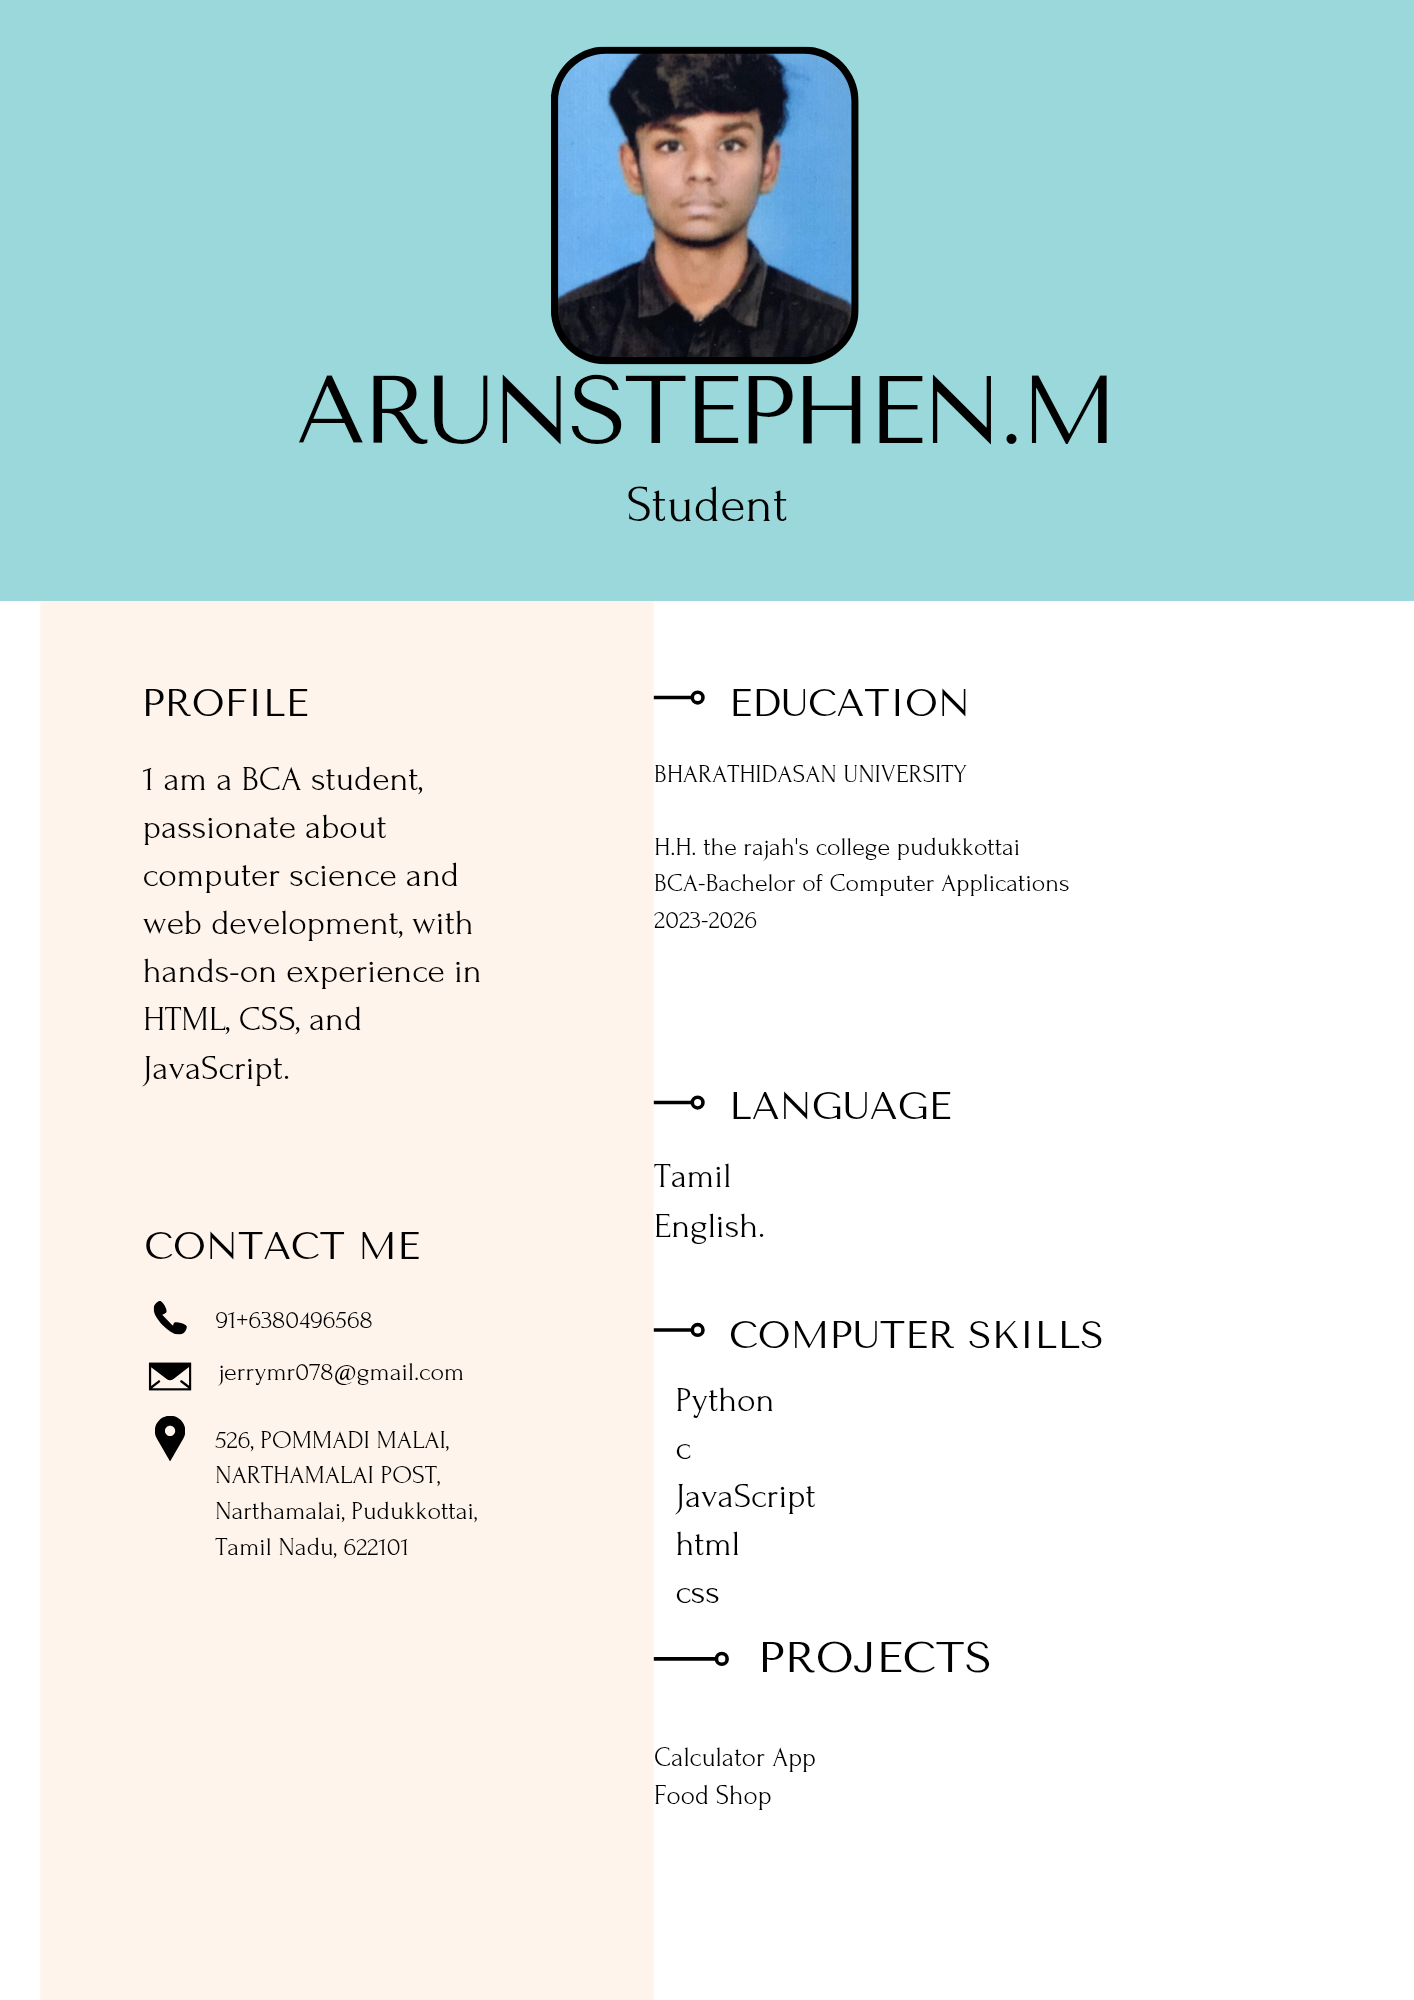 ARUNSTEPHEN.M
Student
PROFILE
1 am a BCA student,
passionate about
computer science and
web development, with
hands-on experience in
HTML, CSS, and
JavaScript.
CONTACT ME
91+6380496568
jerrymr078@gmail.com
526, POMMADI MALAI,
NARTHAMALAI POST,
Narthamalai, Pudukkottai,
Tamil Nadu, 622101
EDUCATION
BHARATHIDASAN UNIVERSITY
H.H. the rajah's college pudukkottai
BCA-Bachelor of Computer Applications
2023-2026
LANGUAGE
Tamil
English.
COMPUTER SKILLS
Python
c
JavaScript
html
css
PROJECTS
Calculator App
Food Shop